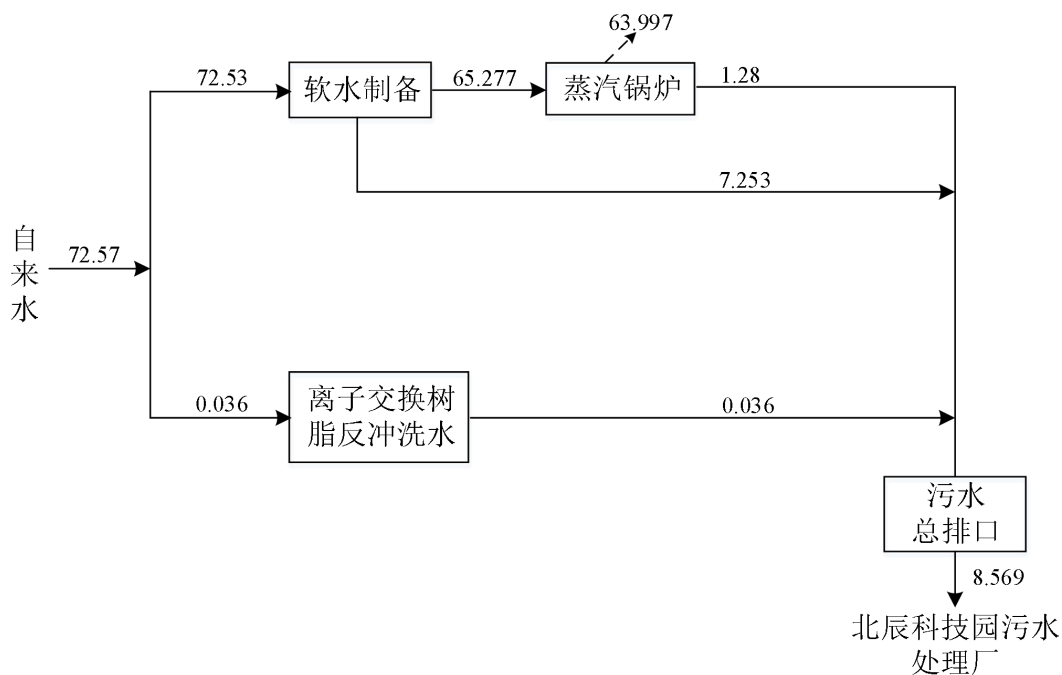 63.997
72.53
软水制备
65.277
蒸汽锅炉
1.28
7.253
自
来
水
72.57
0.036
离子交换树
脂反冲洗水
0.036
污水
总排口
8.569
北辰科技园污水
处理厂